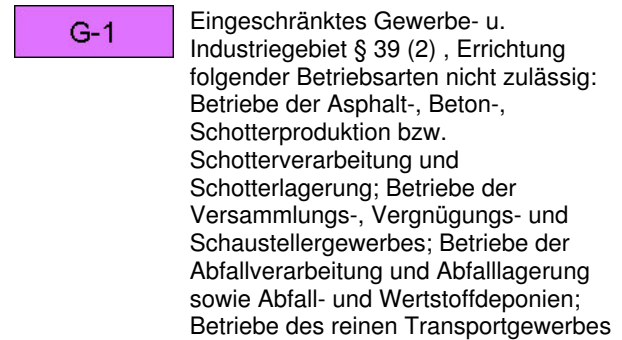 G-1
Eingeschränktes Gewerbe- u.
Industriegebiet § 39 (2) , Errichtung
folgender Betriebsarten nicht zulässig:
Betriebe der Asphalt-, Beton-,
Schotterproduktion bzw.
Schotterverarbeitung und
Schotterlagerung; Betriebe der
Versammlungs-, Vergnügungs- und
Schaustellergewerbes; Betriebe der
Abfallverarbeitung und Abfalllagerung
sowie Abfall- und Wertstoffdeponien;
Betriebe des reinen Transportgewerbes